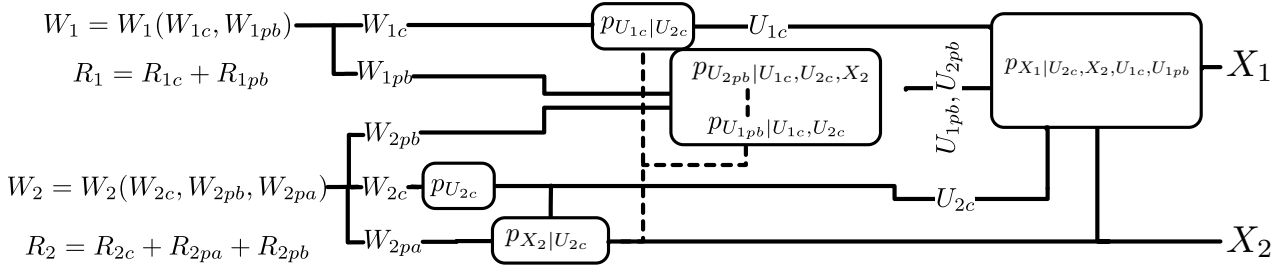 W_1 = W_1(W_{1c}, W_{1pb})
R_1 = R_{1c} + R_{1pb}
W_{1c}
W_{1pb}
p_{U_{1c}|U_{2c}}
U_{1c}
p_{U_{2pb}|U_{1c},U_{2c},X_2}
p_{U_{1pb}|U_{1c},U_{2c}}
U_{1pb}, U_{2pb}
p_{X_1|U_{2c},X_2,U_{1c},U_{1pb}}
X_1
W_{2pb}
W_2 = W_2(W_{2c}, W_{2pb}, W_{2pa})
W_{2c}
p_{U_{2c}}
U_{2c}
R_2 = R_{2c} + R_{2pa} + R_{2pb}
W_{2pa}
p_{X_2|U_{2c}}
X_2